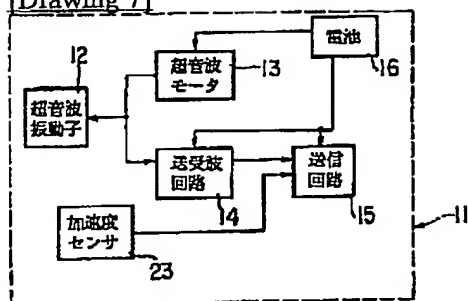 [Drawing 7]
12
超音波
振動子
超音波
モータ
13
電池
16
送受波
回路
14
送信
回路
15
加速度
センサ
23
11